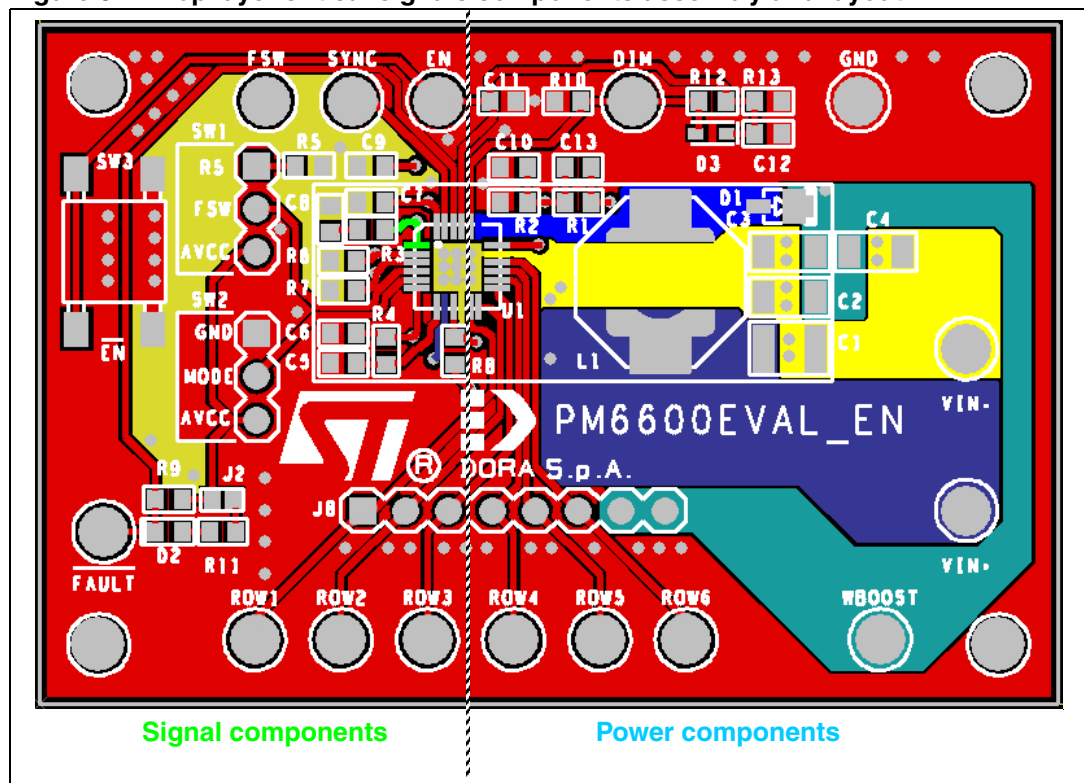 FSW SYNC EN C11 R10 DIM R12 R13 GND
SW1
SW3
R5 R5 C9 C10 C13 D3 C12
FSW C8 C7 R2 R1 D1 C3 C4
AVCC R6 R3
R7 U1 C2
SW2
GND C6 R4 C1
EN
MODE C5 R8 L1 VIN-
AVCC
ST PM6600EVAL_EN
® DORA S.p.A.
R9 J2
J8
D2 R11 VIN+
FAULT
ROW1 ROW2 ROW3 ROW4 ROW5 ROW6 WBOOST
Signal components Power components